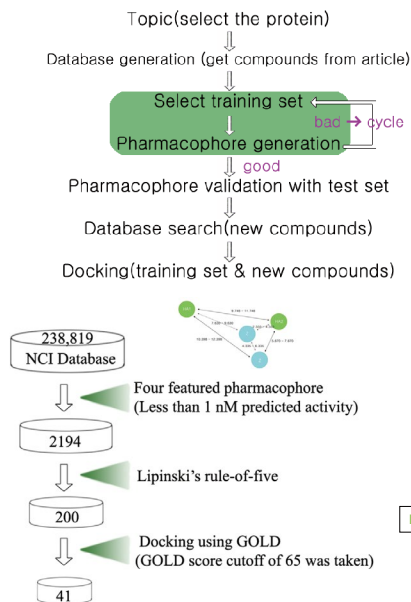 Topic(select the protein)
Database generation (get compounds from article)
Select training set
bad → cycle
Pharmacophore generation
good
Pharmacophore validation with test set
Database search(new compounds)
Docking(training set & new compounds)
238,819
NCI Database
Four featured pharmacophore
(Less than 1 nM predicted activity)
2194
Lipinski's rule-of-five
200
Docking using GOLD
(GOLD score cutoff of 65 was taken)
41